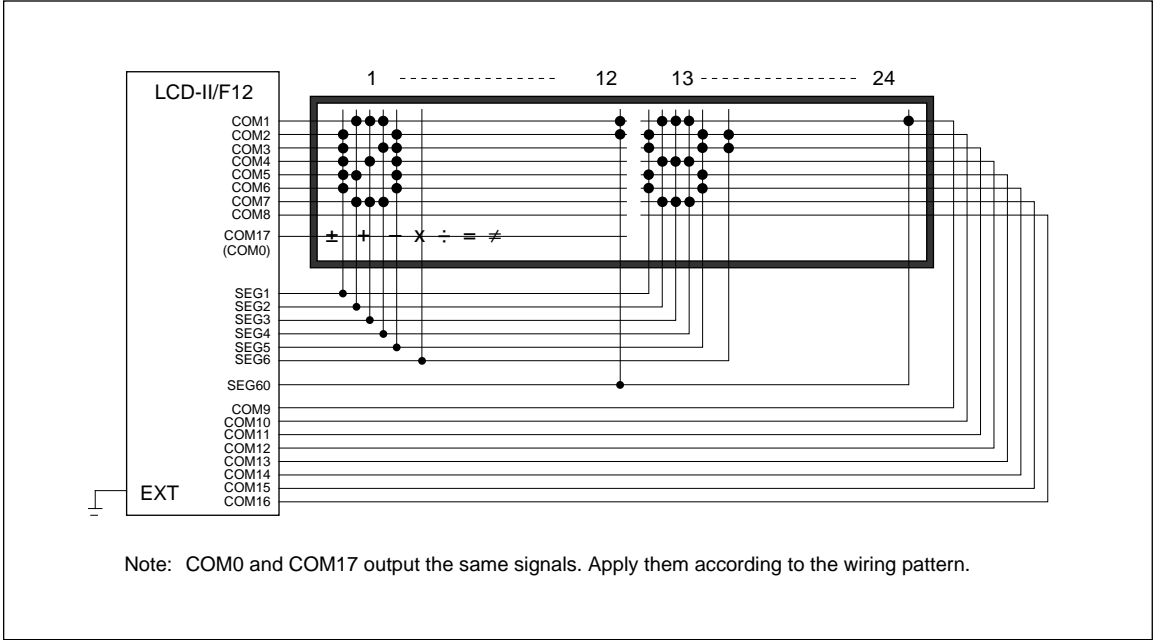 1 ---------------- 12 13 ---------------- 24
LCD-II/F12
COM1
COM2
COM3
COM4
COM5
COM6
COM7
COM8
COM17
(COM0)
± + − x ÷ = ≠
SEG1
SEG2
SEG3
SEG4
SEG5
SEG6
SEG60
COM9
COM10
COM11
COM12
COM13
COM14
COM15
COM16
EXT
Note: COM0 and COM17 output the same signals. Apply them according to the wiring pattern.